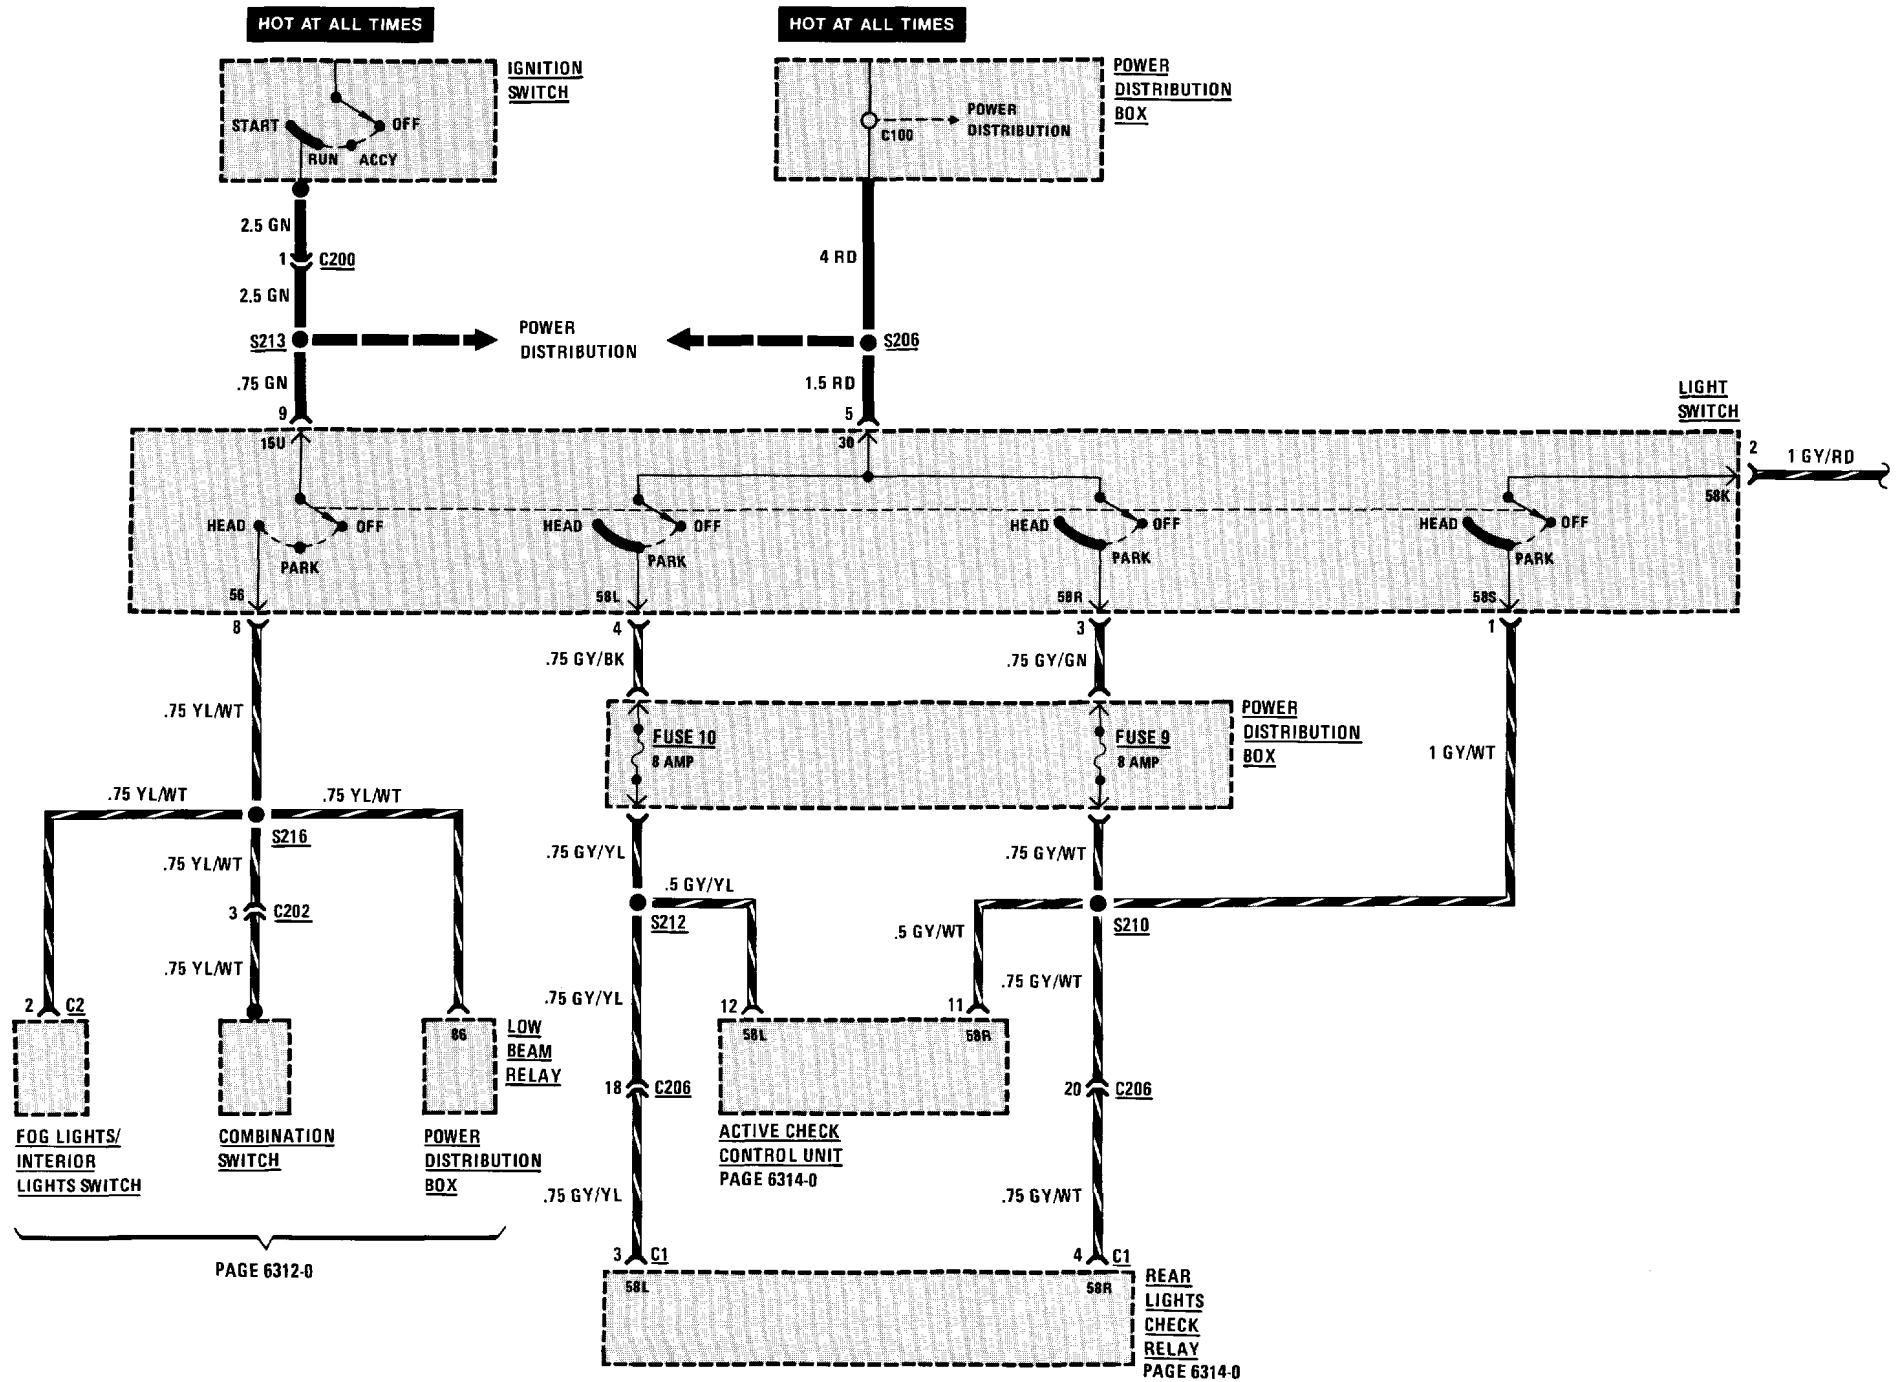 HOT AT ALL TIMES
HOT AT ALL TIMES
IGNITION
SWITCH
START
OFF
RUN
ACCY
POWER
DISTRIBUTION
BOX
C100
POWER
DISTRIBUTION
2.5 GN
1
C200
2.5 GN
4 RD
S213
POWER
DISTRIBUTION
S206
.75 GN
1.5 RD
9
5
LIGHT
SWITCH
15U
30
2
1 GY/RD
58K
HEAD
OFF
PARK
HEAD
OFF
PARK
HEAD
OFF
PARK
HEAD
OFF
PARK
56
58L
58R
58S
8
4
3
1
.75 GY/BK
.75 GY/GN
.75 YL/WT
FUSE 10
8 AMP
FUSE 9
8 AMP
POWER
DISTRIBUTION
BOX
1 GY/WT
.75 YL/WT
.75 YL/WT
S216
.75 YL/WT
.75 GY/YL
.75 GY/WT
3
C202
.5 GY/YL
S212
.5 GY/WT
S210
.75 YL/WT
.75 GY/YL
.75 GY/WT
2
C2
12
11
86
LOW
BEAM
RELAY
58L
58R
18
C206
20
C206
FOG LIGHTS/
INTERIOR
LIGHTS SWITCH
COMBINATION
SWITCH
POWER
DISTRIBUTION
BOX
ACTIVE CHECK
CONTROL UNIT
PAGE 6314-0
.75 GY/YL
.75 GY/WT
PAGE 6312-0
3
C1
4
C1
58L
58R
REAR
LIGHTS
CHECK
RELAY
PAGE 6314-0